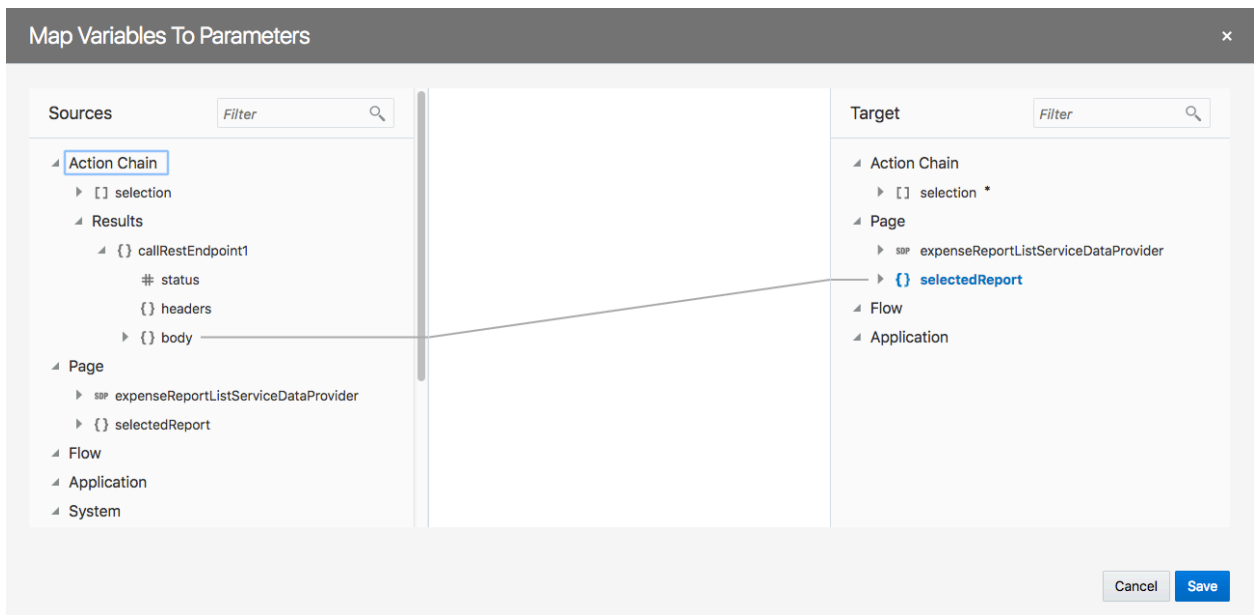 Map Variables To Parameters ×
Sources
Filter
Action Chain
[] selection
Results
{} callRestEndpoint1
# status
{} headers
{} body
Page
SDP expenseReportListServiceDataProvider
{} selectedReport
Flow
Application
System
Target
Filter
Action Chain
[] selection *
Page
SDP expenseReportListServiceDataProvider
{} selectedReport
Flow
Application
Cancel
Save